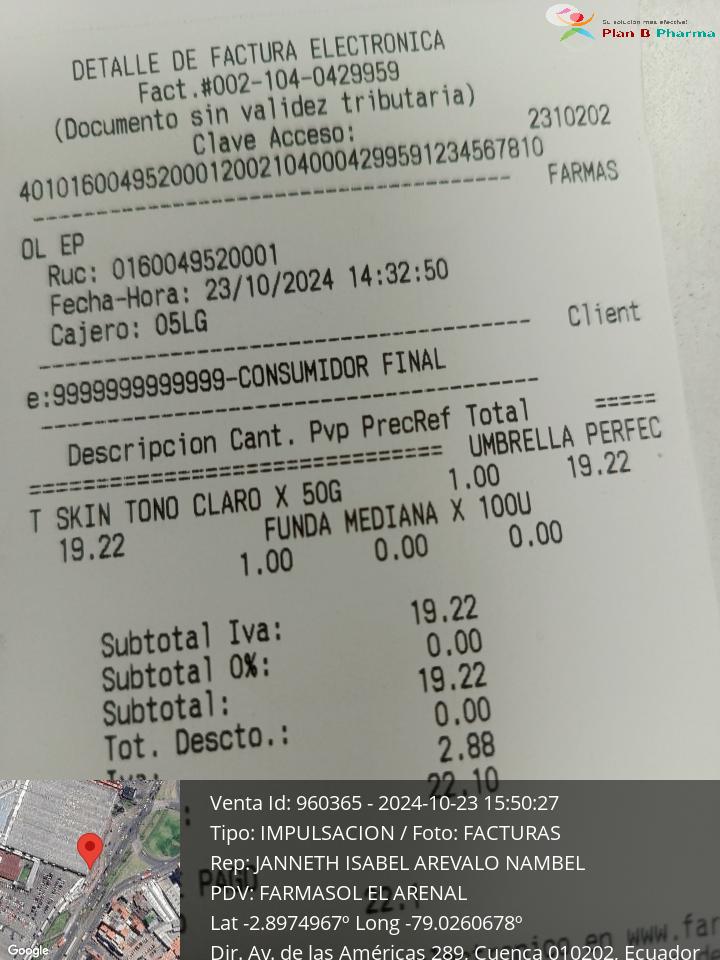 Su solución más efectiva!
Plan B Pharma
DETALLE DE FACTURA ELECTRONICA
Fact.#002-104-0429959
(Documento sin validez tributaria)
Clave Acceso: 2310202
401016004952000120021040004299591234567810
------------------------------------ FARMAS
OL EP
Ruc: 0160049520001
Fecha-Hora: 23/10/2024 14:32:50
Cajero: 05LG
------------------------------------ Client
e:9999999999999-CONSUMIDOR FINAL
------------------------------------
Descripcion Cant. Pvp PrecRef Total =====
=============================== UMBRELLA PERFEC
T SKIN TONO CLARO X 50G 1.00 19.22
19.22 FUNDA MEDIANA X 100U
1.00 0.00 0.00
Subtotal Iva: 19.22
Subtotal 0%: 0.00
Subtotal: 19.22
Tot. Descto.: 0.00
Iva: 2.88
22.10
Venta Id: 960365 - 2024-10-23 15:50:27
Tipo: IMPULSACION / Foto: FACTURAS
Rep: JANNETH ISABEL AREVALO NAMBEL
PDV: FARMASOL EL ARENAL
Lat -2.8974967º Long -79.0260678º
Dir. Av. de las Américas 289, Cuenca 010202, Ecuador
Google